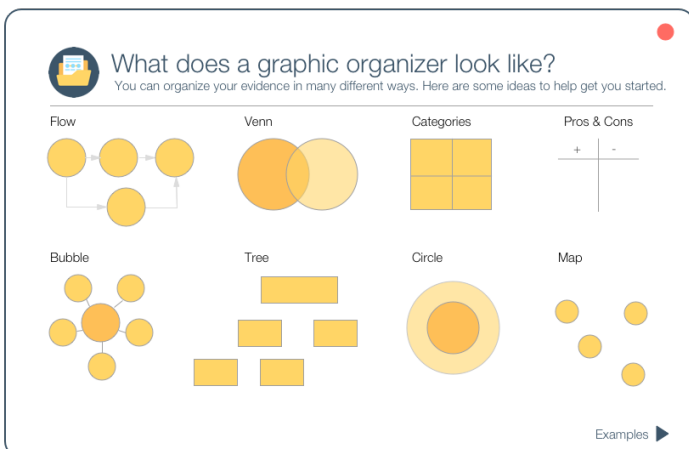 What does a graphic organizer look like?
You can organize your evidence in many different ways. Here are some ideas to help get you started.
Flow
Venn
Categories
Pros & Cons
+ -
Bubble
Tree
Circle
Map
Examples